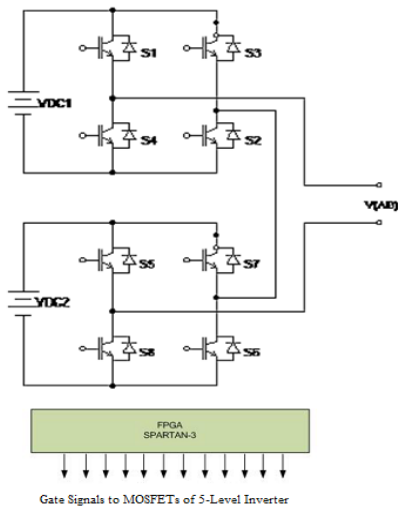 S1
S3
VDC1
S4
S2
V(AB)
S5
S7
VDC2
S8
S6
FPGA
SPARTAN-3
Gate Signals to MOSFETs of 5-Level Inverter